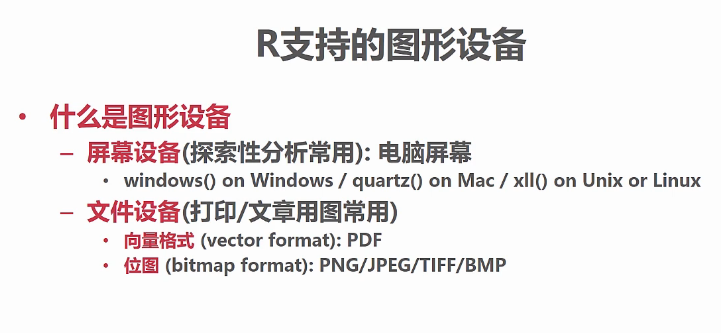 R支持的图形设备
• 什么是图形设备
– 屏幕设备(探索性分析常用): 电脑屏幕
• windows() on Windows / quartz() on Mac / xll() on Unix or Linux
– 文件设备(打印/文章用图常用)
• 向量格式 (vector format): PDF
• 位图 (bitmap format): PNG/JPEG/TIFF/BMP